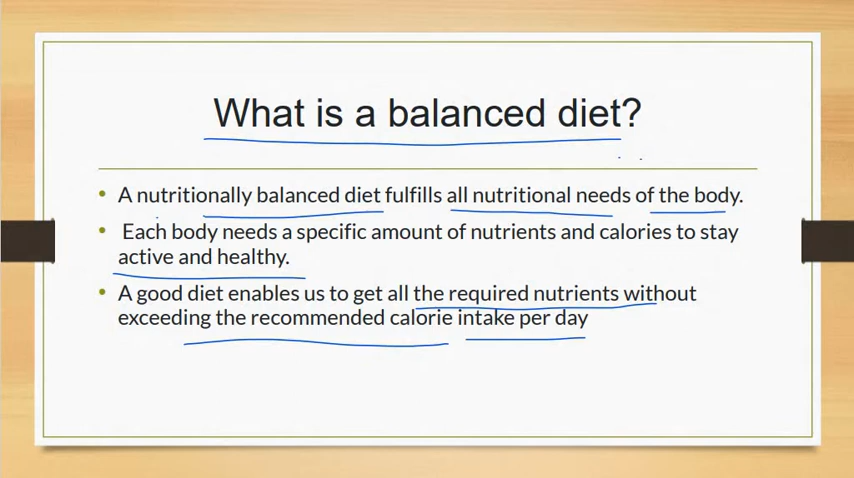 What is a balanced diet?
• A nutritionally balanced diet fulfills all nutritional needs of the body.
• Each body needs a specific amount of nutrients and calories to stay
active and healthy.
• A good diet enables us to get all the required nutrients without
exceeding the recommended calorie intake per day